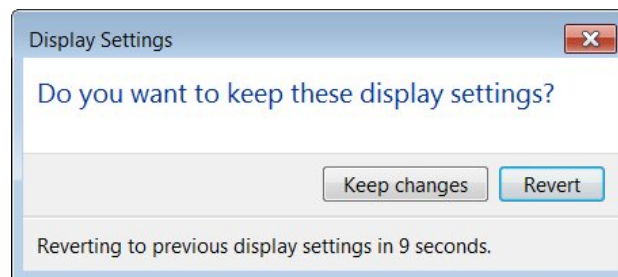 Display Settings
Do you want to keep these display settings?
Keep changes
Revert
Reverting to previous display settings in 9 seconds.